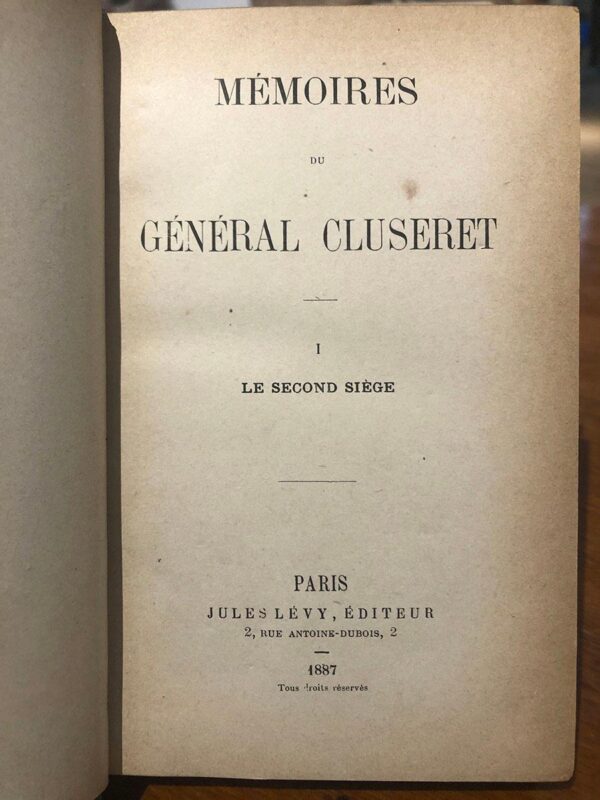 MÉMOIRES
DU
GÉNÉRAL CLUSERET
I
LE SECOND SIÈGE
PARIS
JULES LÉVY, ÉDITEUR
2, RUE ANTOINE-DUBOIS, 2
1887
Tous droits réservés